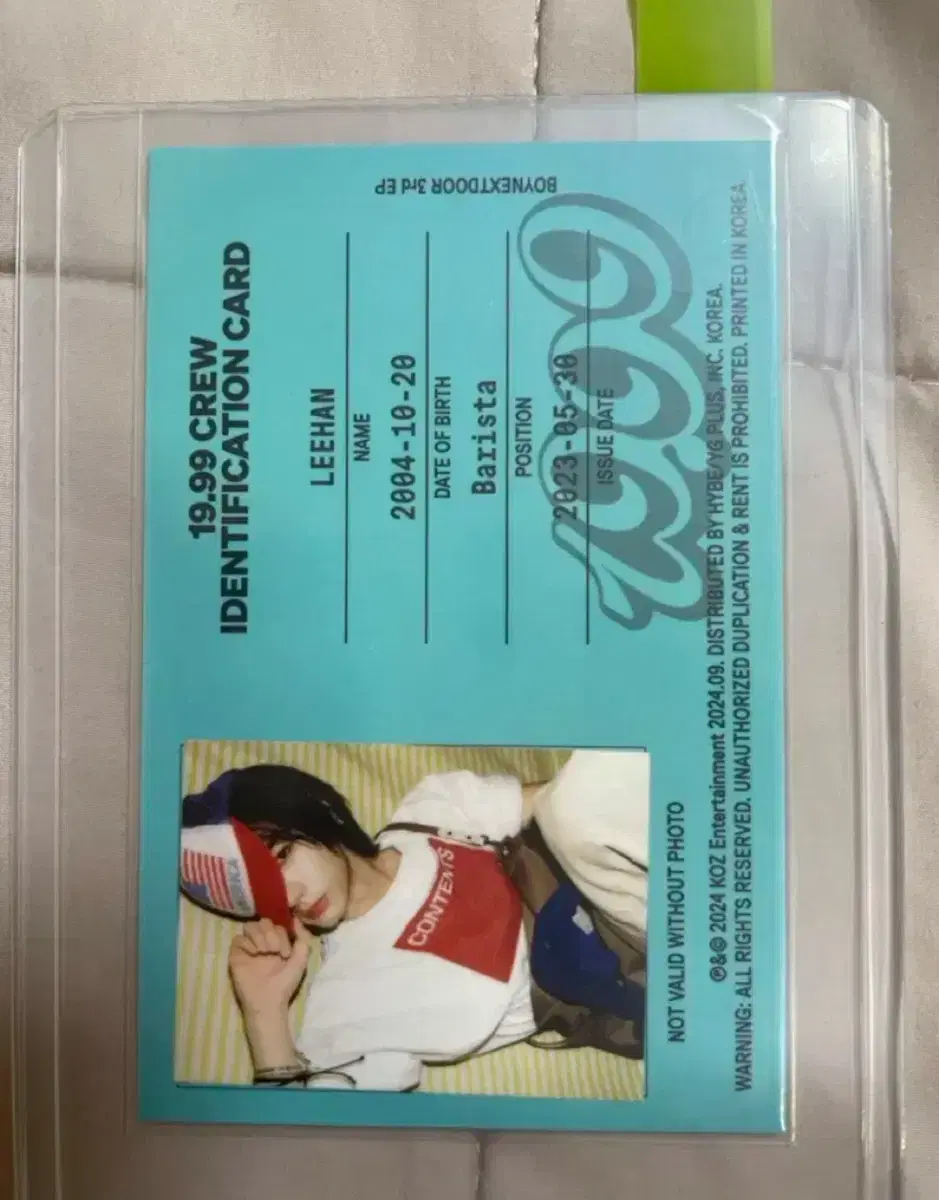 BOYNEXTDOOR 3rd EP
19.99 CREW
IDENTIFICATION CARD
LEEHAN
NAME
2004-10-20
DATE OF BIRTH
Barista
POSITION
2023-05-30
ISSUE DATE
19.99
CONTENTS
NOT VALID WITHOUT PHOTO
℗&© 2024 KOZ Entertainment 2024.09. DISTRIBUTED BY HYBE/YG PLUS, INC. KOREA.
WARNING: ALL RIGHTS RESERVED. UNAUTHORIZED DUPLICATION & RENT IS PROHIBITED. PRINTED IN KOREA.